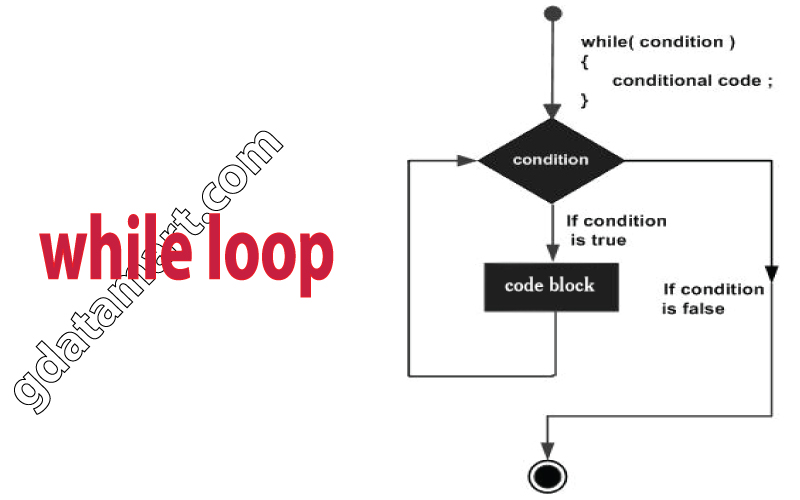 while loop
gdatamart.com
while( condition )
{
conditional code ;
}
condition
If condition
is true
code block
If condition
is false